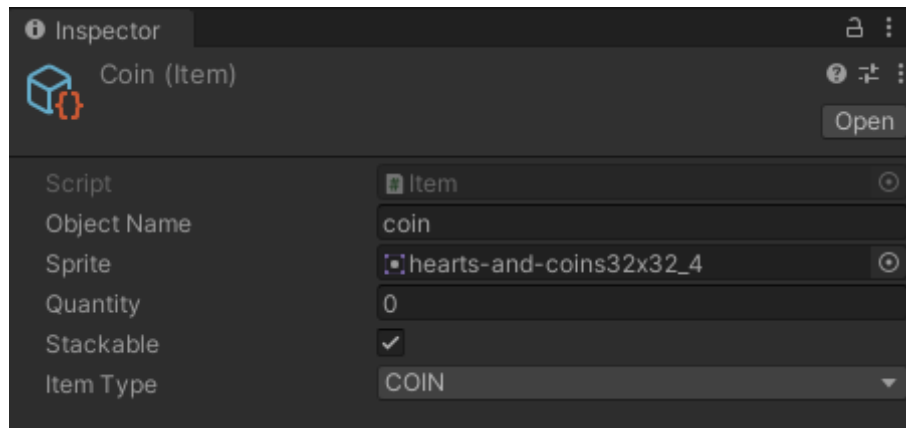 Inspector
Coin (Item)
Open
Script Item
Object Name coin
Sprite hearts-and-coins32x32_4
Quantity 0
Stackable
Item Type COIN